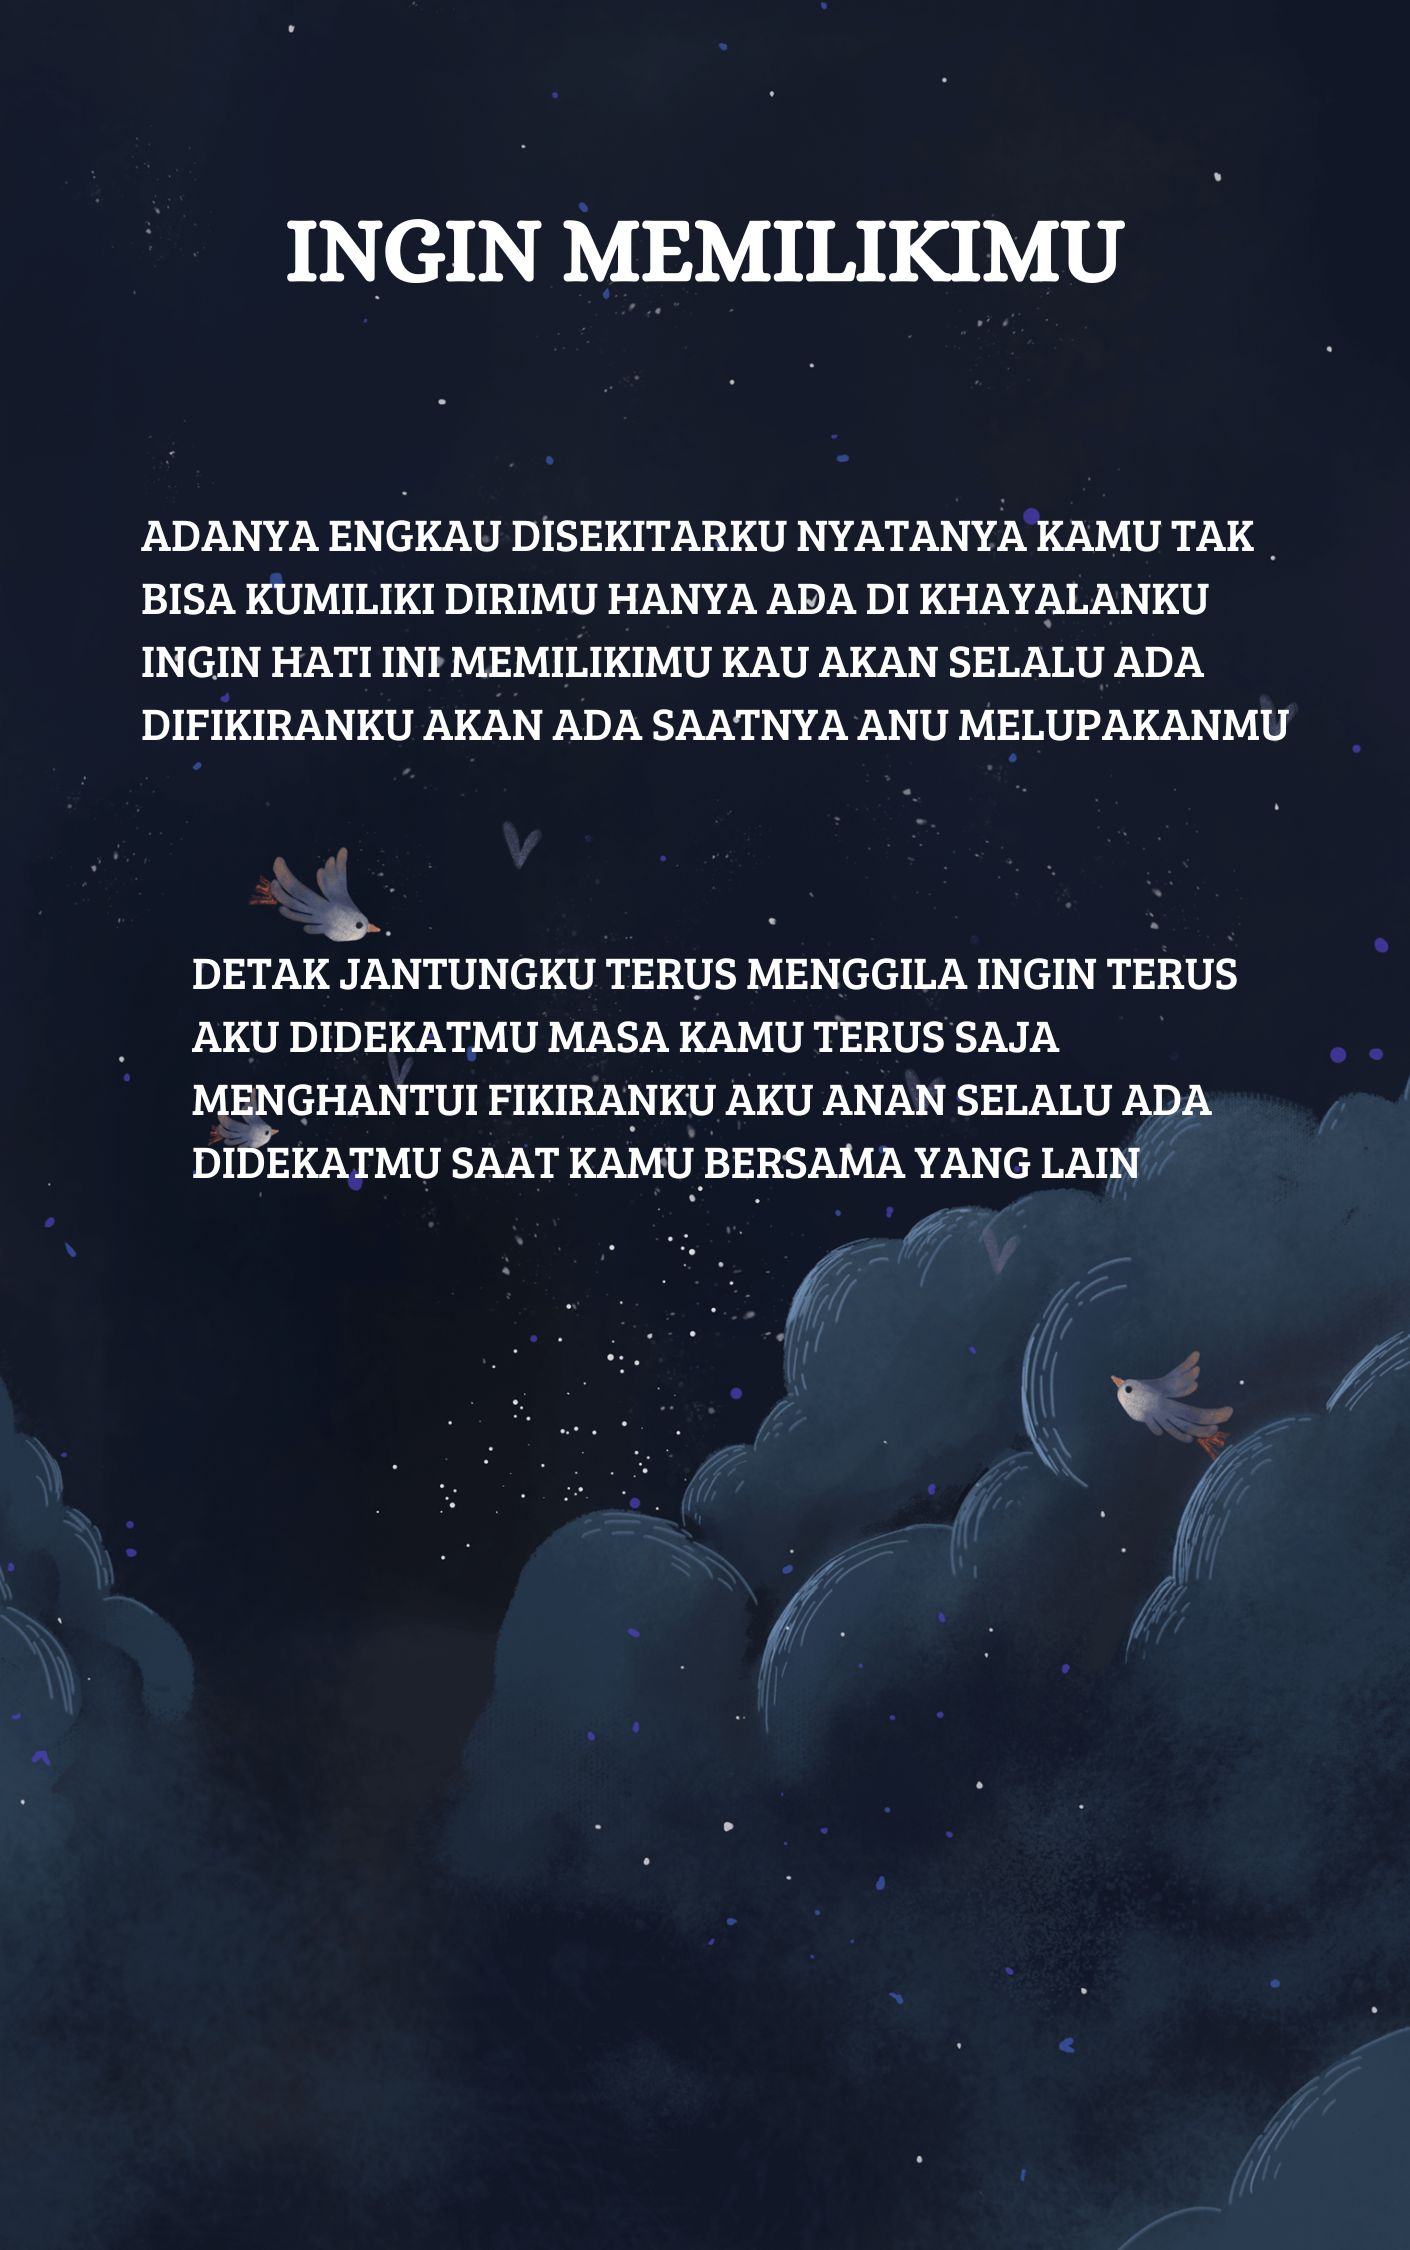 INGIN MEMILIKIMU
ADANYA ENGKAU DISEKITARKU NYATANYA KAMU TAK
BISA KUMILIKI DIRIMU HANYA ADA DI KHAYALANKU
INGIN HATI INI MEMILIKIMU KAU AKAN SELALU ADA
DIFIKIRANKU AKAN ADA SAATNYA ANU MELUPAKANMU
DETAK JANTUNGKU TERUS MENGGILA INGIN TERUS
AKU DIDEKATMU MASA KAMU TERUS SAJA
MENGHANTUI FIKIRANKU AKU ANAN SELALU ADA
DIDEKATMU SAAT KAMU BERSAMA YANG LAIN